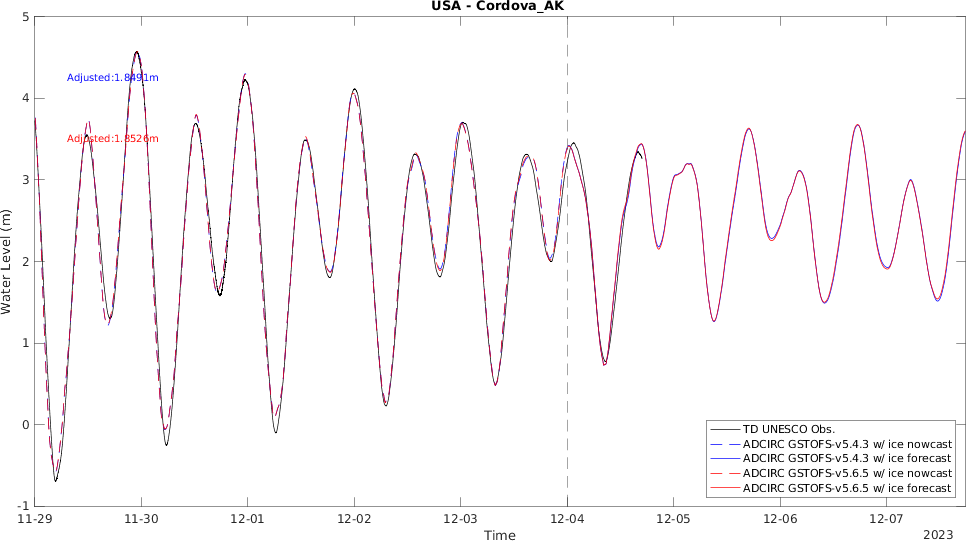 USA - Cordova_AK
5
4
3
2
1
0
-1
Water Level (m)
Adjusted:1.8491m
Adjusted:1.8526m
TD UNESCO Obs.
ADCIRC GSTOFS-v5.4.3 w/ ice nowcast
ADCIRC GSTOFS-v5.4.3 w/ ice forecast
ADCIRC GSTOFS-v5.6.5 w/ ice nowcast
ADCIRC GSTOFS-v5.6.5 w/ ice forecast
11-29 11-30 12-01 12-02 12-03 12-04 12-05 12-06 12-07
Time
2023